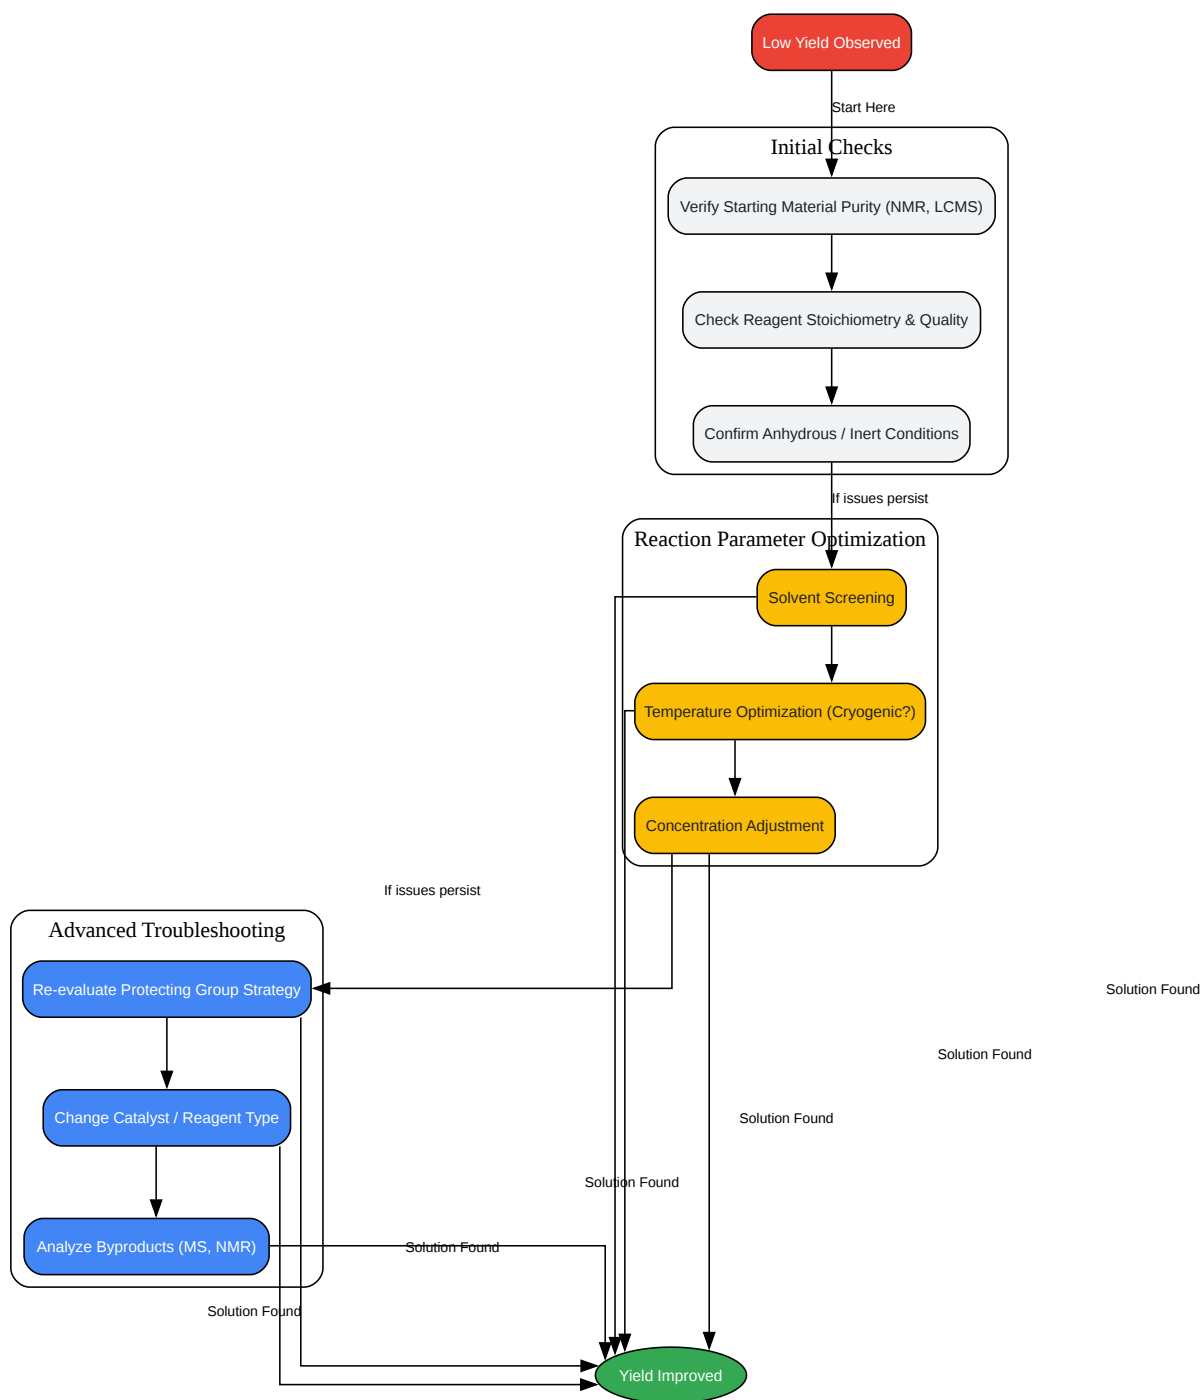 Low Yield Observed
Start Here
Initial Checks
Verify Starting Material Purity (NMR, LCMS)
Check Reagent Stoichiometry & Quality
Confirm Anhydrous / Inert Conditions
If issues persist
Reaction Parameter Optimization
Solvent Screening
Temperature Optimization (Cryogenic?)
Concentration Adjustment
If issues persist
Advanced Troubleshooting
Re-evaluate Protecting Group Strategy
Solution Found
Solution Found
Change Catalyst / Reagent Type
Solution Found
Solution Found
Analyze Byproducts (MS, NMR)
Solution Found
Solution Found
Yield Improved